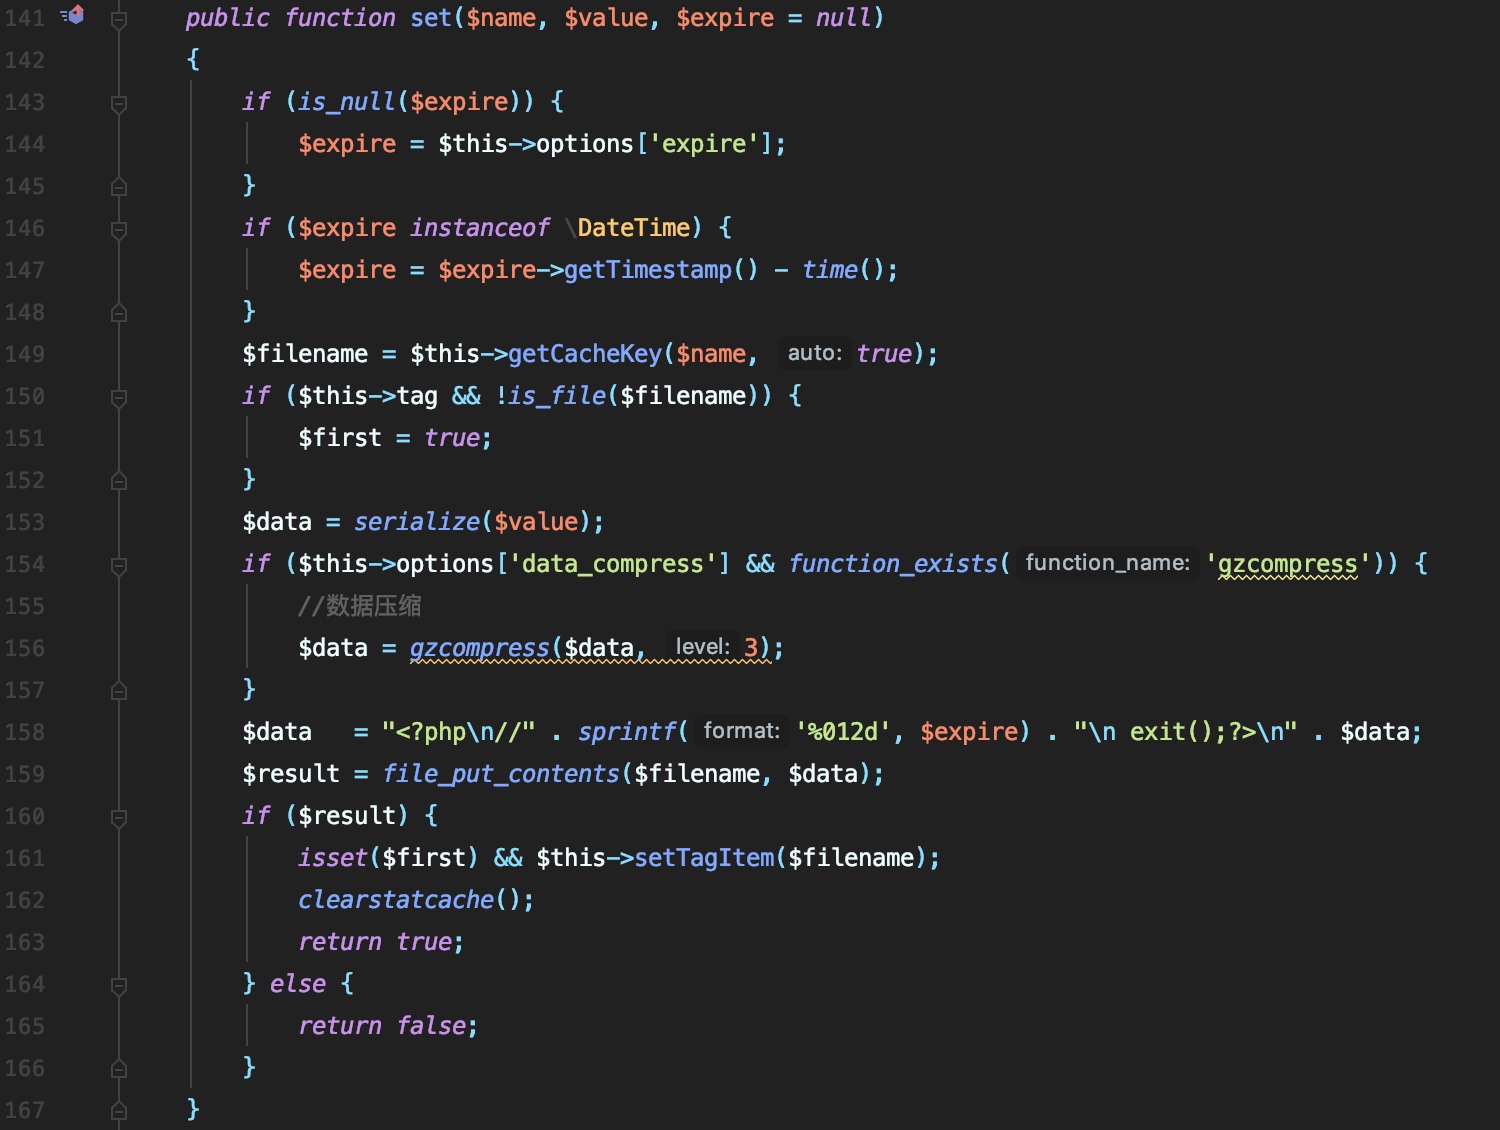 141 public function set($name, $value, $expire = null)
142 {
143 if (is_null($expire)) {
144 $expire = $this->options['expire'];
145 }
146 if ($expire instanceof \DateTime) {
147 $expire = $expire->getTimestamp() - time();
148 }
149 $filename = $this->getCacheKey($name, auto: true);
150 if ($this->tag && !is_file($filename)) {
151 $first = true;
152 }
153 $data = serialize($value);
154 if ($this->options['data_compress'] && function_exists( function_name: 'gzcompress')) {
155 //数据压缩
156 $data = gzcompress($data, level: 3);
157 }
158 $data   = "<?php\n//" . sprintf( format: '%012d', $expire) . "\n exit();?>\n" . $data;
159 $result = file_put_contents($filename, $data);
160 if ($result) {
161 isset($first) && $this->setTagItem($filename);
162 clearstatcache();
163 return true;
164 } else {
165 return false;
166 }
167 }